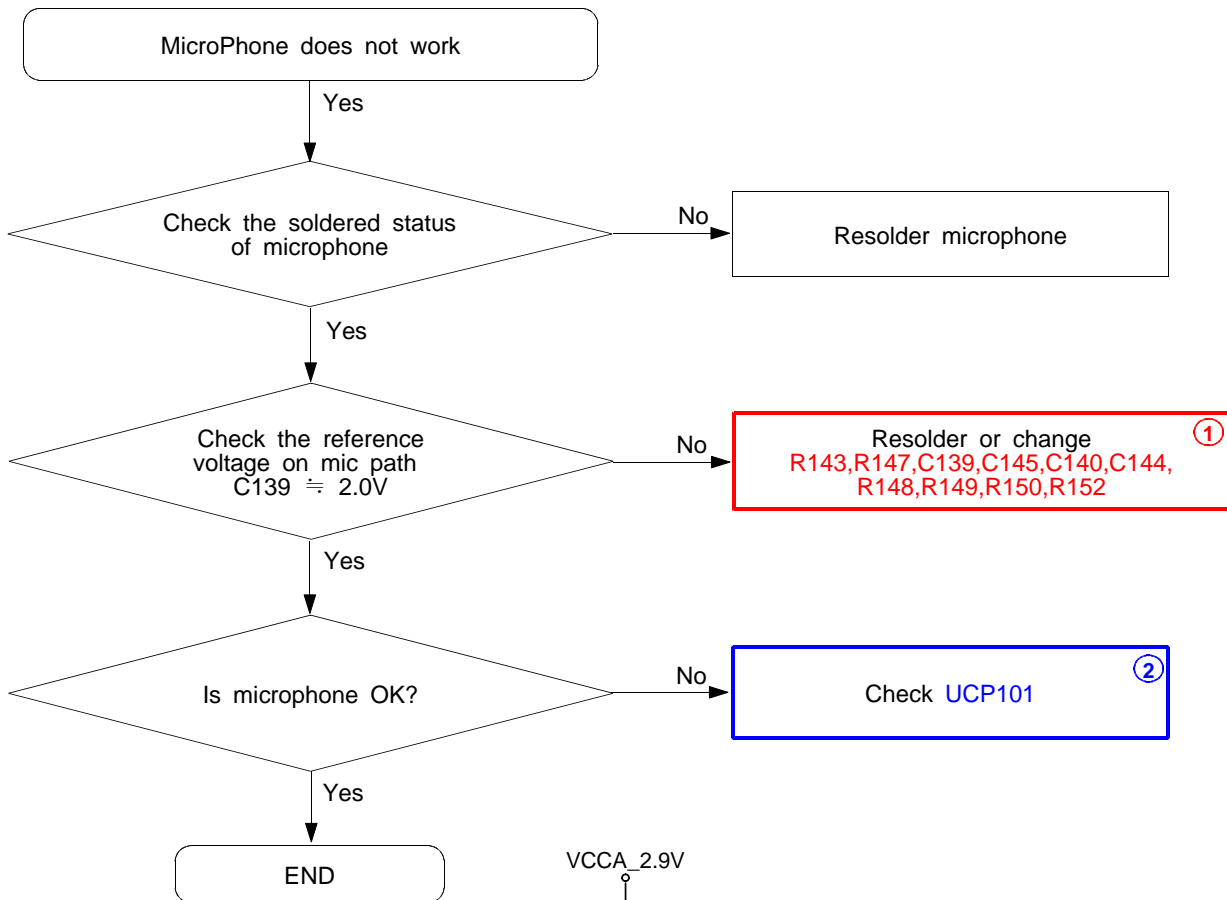 MicroPhone does not work
Yes
Check the soldered status
of microphone
No
Resolder microphone
Yes
Check the reference
voltage on mic path
C139 ≒ 2.0V
No
1
Resolder or change
R143,R147,C139,C145,C140,C144,
R148,R149,R150,R152
Yes
Is microphone OK?
No
2
Check UCP101
Yes
END
VCCA_2.9V